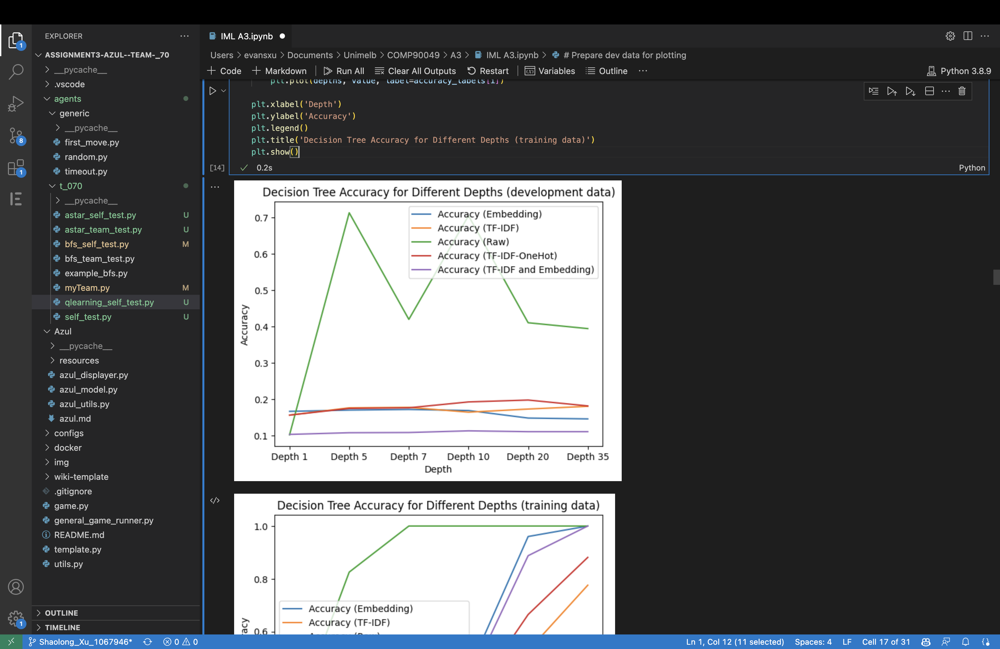 EXPLORER
ASSIGNMENT3-AZUL--TEAM-_70
__pycache__
.vscode
agents
generic
__pycache__
first_move.py
random.py
timeout.py
t_070
__pycache__
astar_self_test.py U
astar_team_test.py U
bfs_self_test.py M
bfs_team_test.py
example_bfs.py
myTeam.py M
qlearning_self_test.py U
self_test.py U
Azul
__pycache__
resources
azul_displayer.py
azul_model.py
azul_utils.py
azul.md
configs
docker
img
wiki-template
.gitignore
game.py
general_game_runner.py
README.md
template.py
utils.py
OUTLINE
TIMELINE
1
8
1
1
IML A3.ipynb
Users > evansxu > Documents > Unimelb > COMP90049 > A3 > IML A3.ipynb > # Prepare dev data for plotting
Code Markdown Run All Clear All Outputs Restart Variables Outline ... Python 3.8.9
plt.plot(depths, value, label=accuracy_labels[i])
plt.xlabel('Depth')
plt.ylabel('Accuracy')
plt.legend()
plt.title('Decision Tree Accuracy for Different Depths (training data)')
plt.show()
[14] 0.2s Python
Decision Tree Accuracy for Different Depths (development data)
Accuracy (Embedding)
Accuracy (TF-IDF)
Accuracy (Raw)
Accuracy (TF-IDF-OneHot)
Accuracy (TF-IDF and Embedding)
0.7
0.6
0.5
0.4
0.3
0.2
0.1
Accuracy
Depth 1 Depth 5 Depth 7 Depth 10 Depth 20 Depth 35
Depth
Decision Tree Accuracy for Different Depths (training data)
1.0
0.8
0.6
Accuracy (Embedding)
Accuracy (TF-IDF)
Shaolong_Xu_1067946* 0 0 Ln 1, Col 12 (11 selected) Spaces: 4 LF Cell 17 of 31